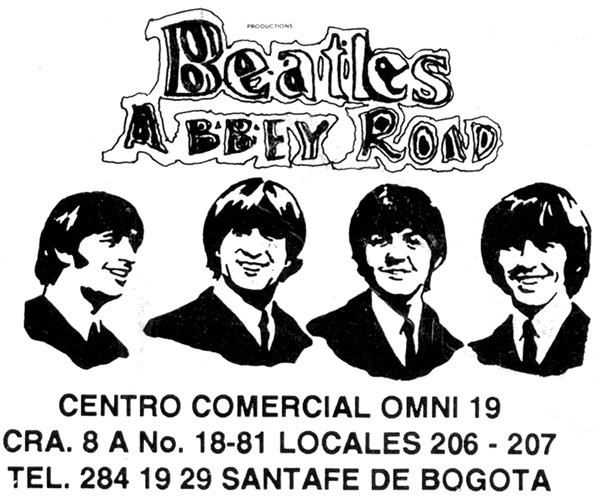 PRODUCTIONS
Beatles
ABBEY ROAD
CENTRO COMERCIAL OMNI 19
CRA. 8 A No. 18-81 LOCALES 206 - 207
TEL. 284 19 29 SANTAFE DE BOGOTA